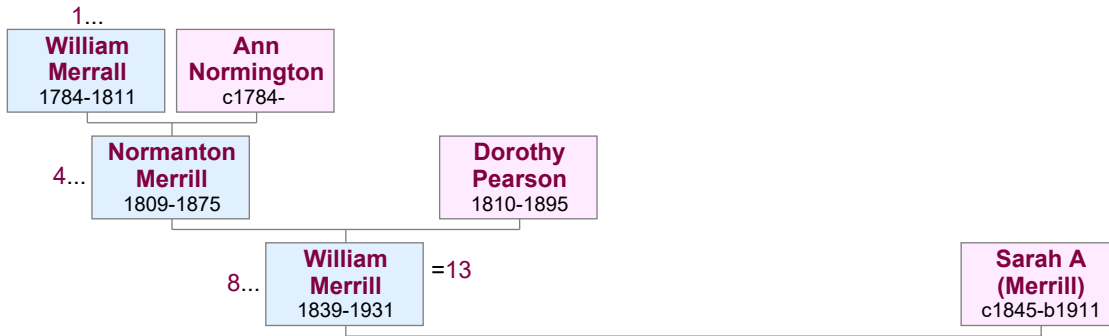 1...
William
Merrall
1784-1811
Ann
Normington
c1784-
4...
Normanton
Merrill
1809-1875
Dorothy
Pearson
1810-1895
8...
William
Merrill
1839-1931
=13
Sarah A
(Merrill)
c1845-b1911